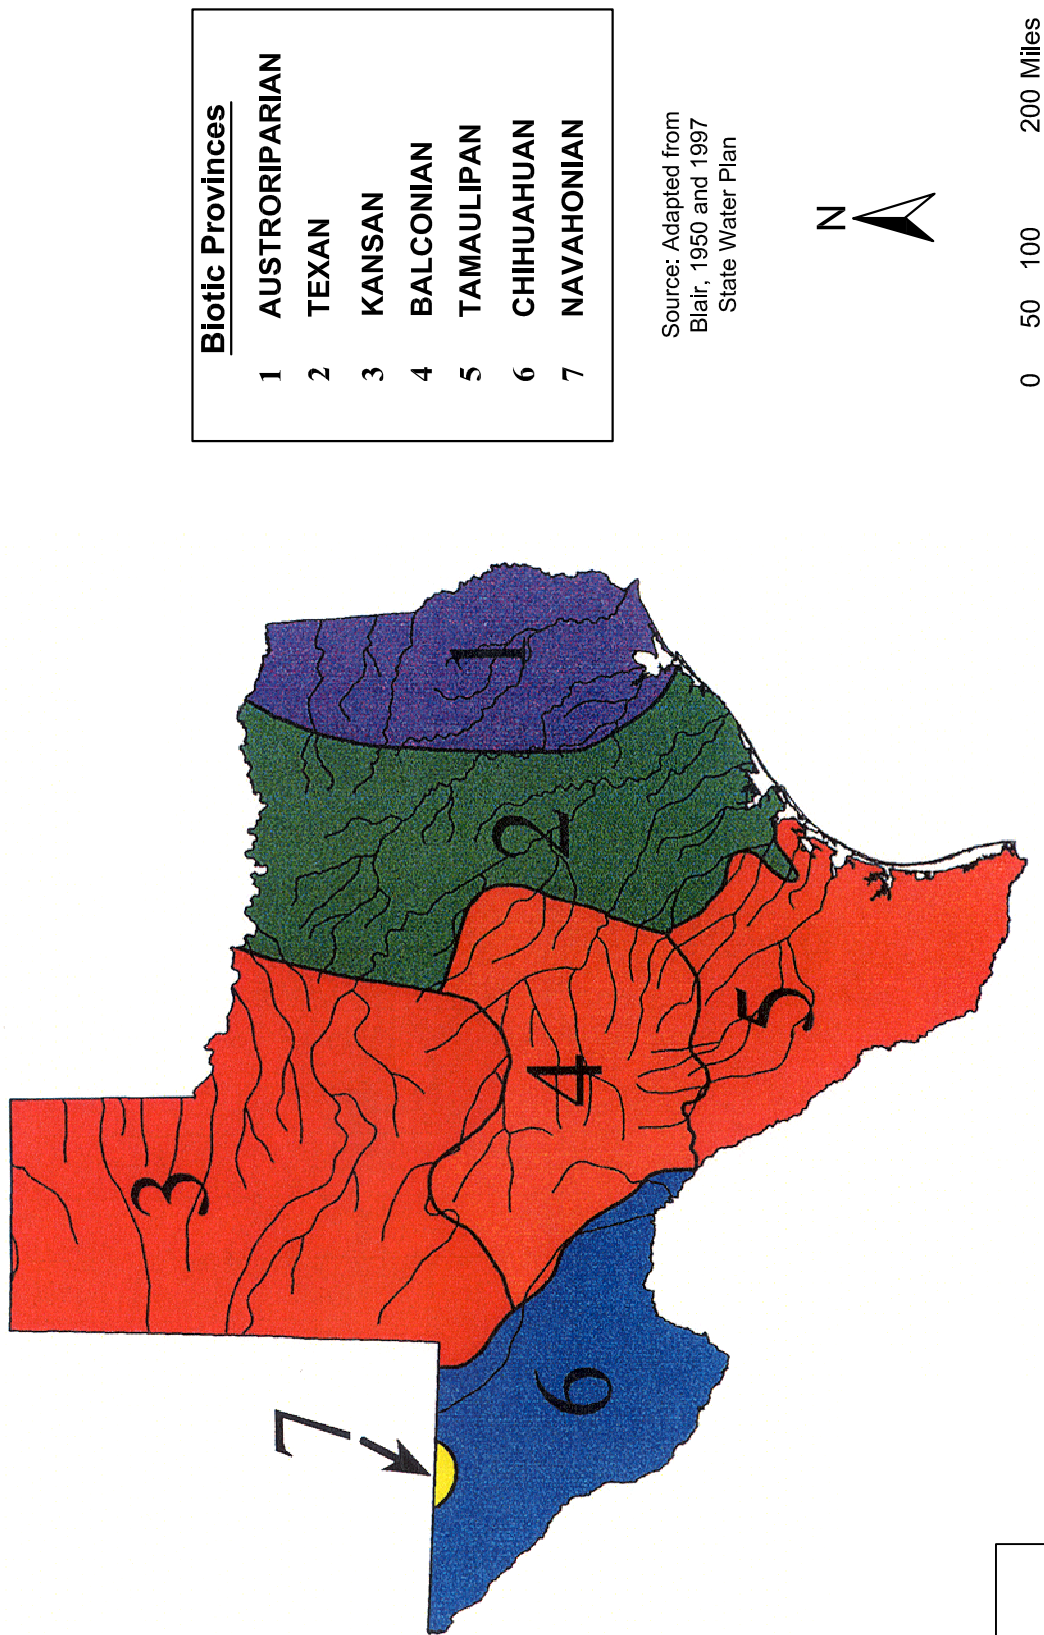 Biotic Provinces
1 AUSTRORIPARIAN
2 TEXAN
3 KANSAN
4 BALCONIAN
5 TAMAULIPAN
6 CHIHUAHUAN
7 NAVAHONIAN
Source: Adapted from
Blair, 1950 and 1997
State Water Plan
N
0 50 100 200 Miles
7
3
6
4
5
2
1